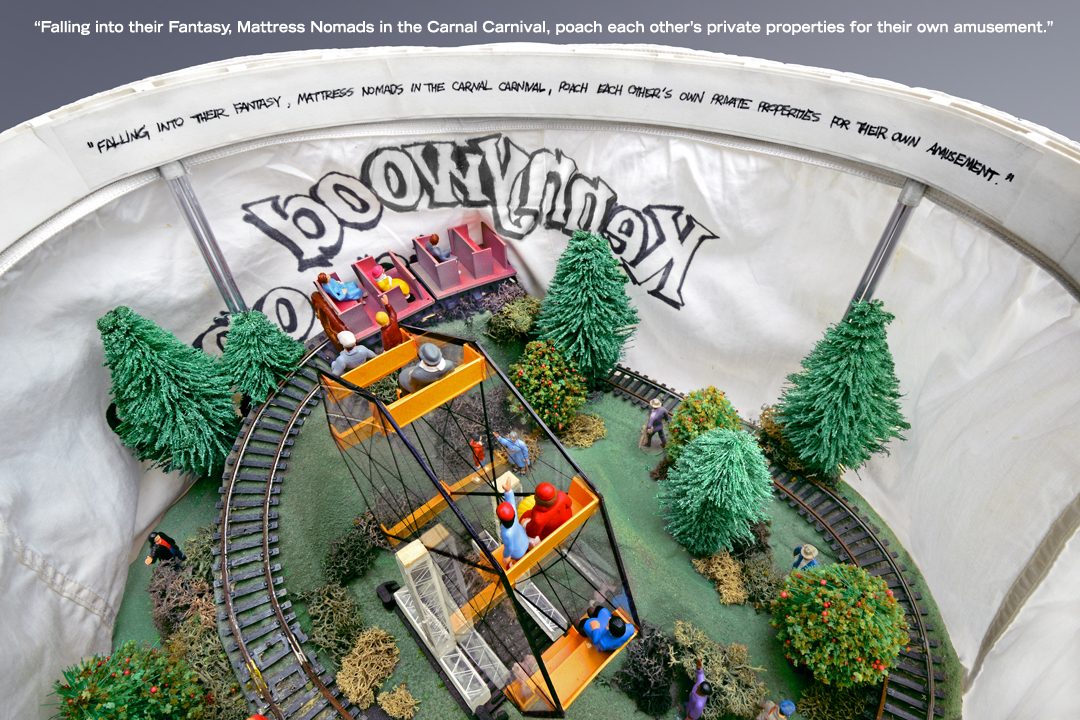 “Falling into their Fantasy, Mattress Nomads in the Carnal Carnival, poach each other’s private properties for their own amusement.”
"FALLING INTO THEIR FANTASY, MATTRESS NOMADS IN THE CARNAL CARNIVAL, POACH EACH OTHER'S OWN PRIVATE PROPERTIES FOR THEIR OWN AMUSEMENT."
KennyWood